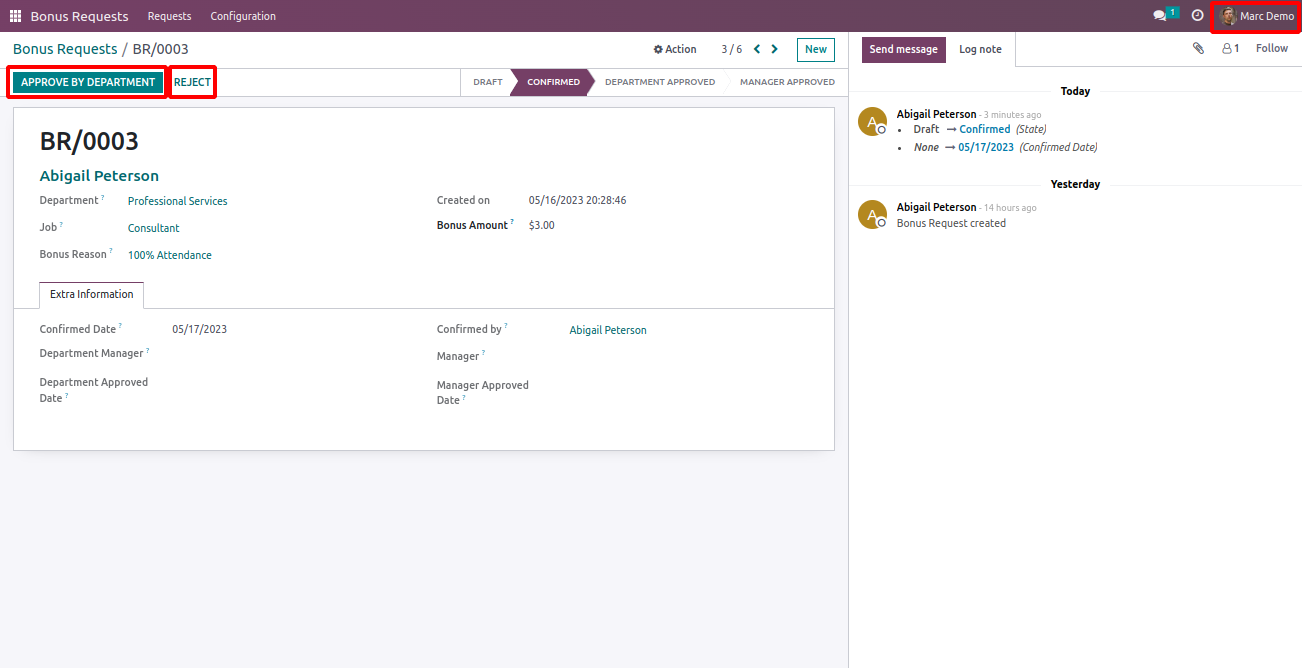 Bonus Requests Requests Configuration 1 Marc Demo
Bonus Requests / BR/0003 Action 3 / 6 New
Send message Log note 1 Follow
APPROVE BY DEPARTMENT REJECT DRAFT CONFIRMED DEPARTMENT APPROVED MANAGER APPROVED
BR/0003
Abigail Peterson
Department ? Professional Services
Job ? Consultant
Bonus Reason ? 100% Attendance
Created on 05/16/2023 20:28:46
Bonus Amount ? $3.00
Extra Information
Confirmed Date ? 05/17/2023
Department Manager ?
Department Approved
Date ?
Confirmed by ? Abigail Peterson
Manager ?
Manager Approved
Date ?
Today
A
Abigail Peterson - 3 minutes ago
• Draft → Confirmed (State)
• None → 05/17/2023 (Confirmed Date)
Yesterday
A
Abigail Peterson - 14 hours ago
Bonus Request created